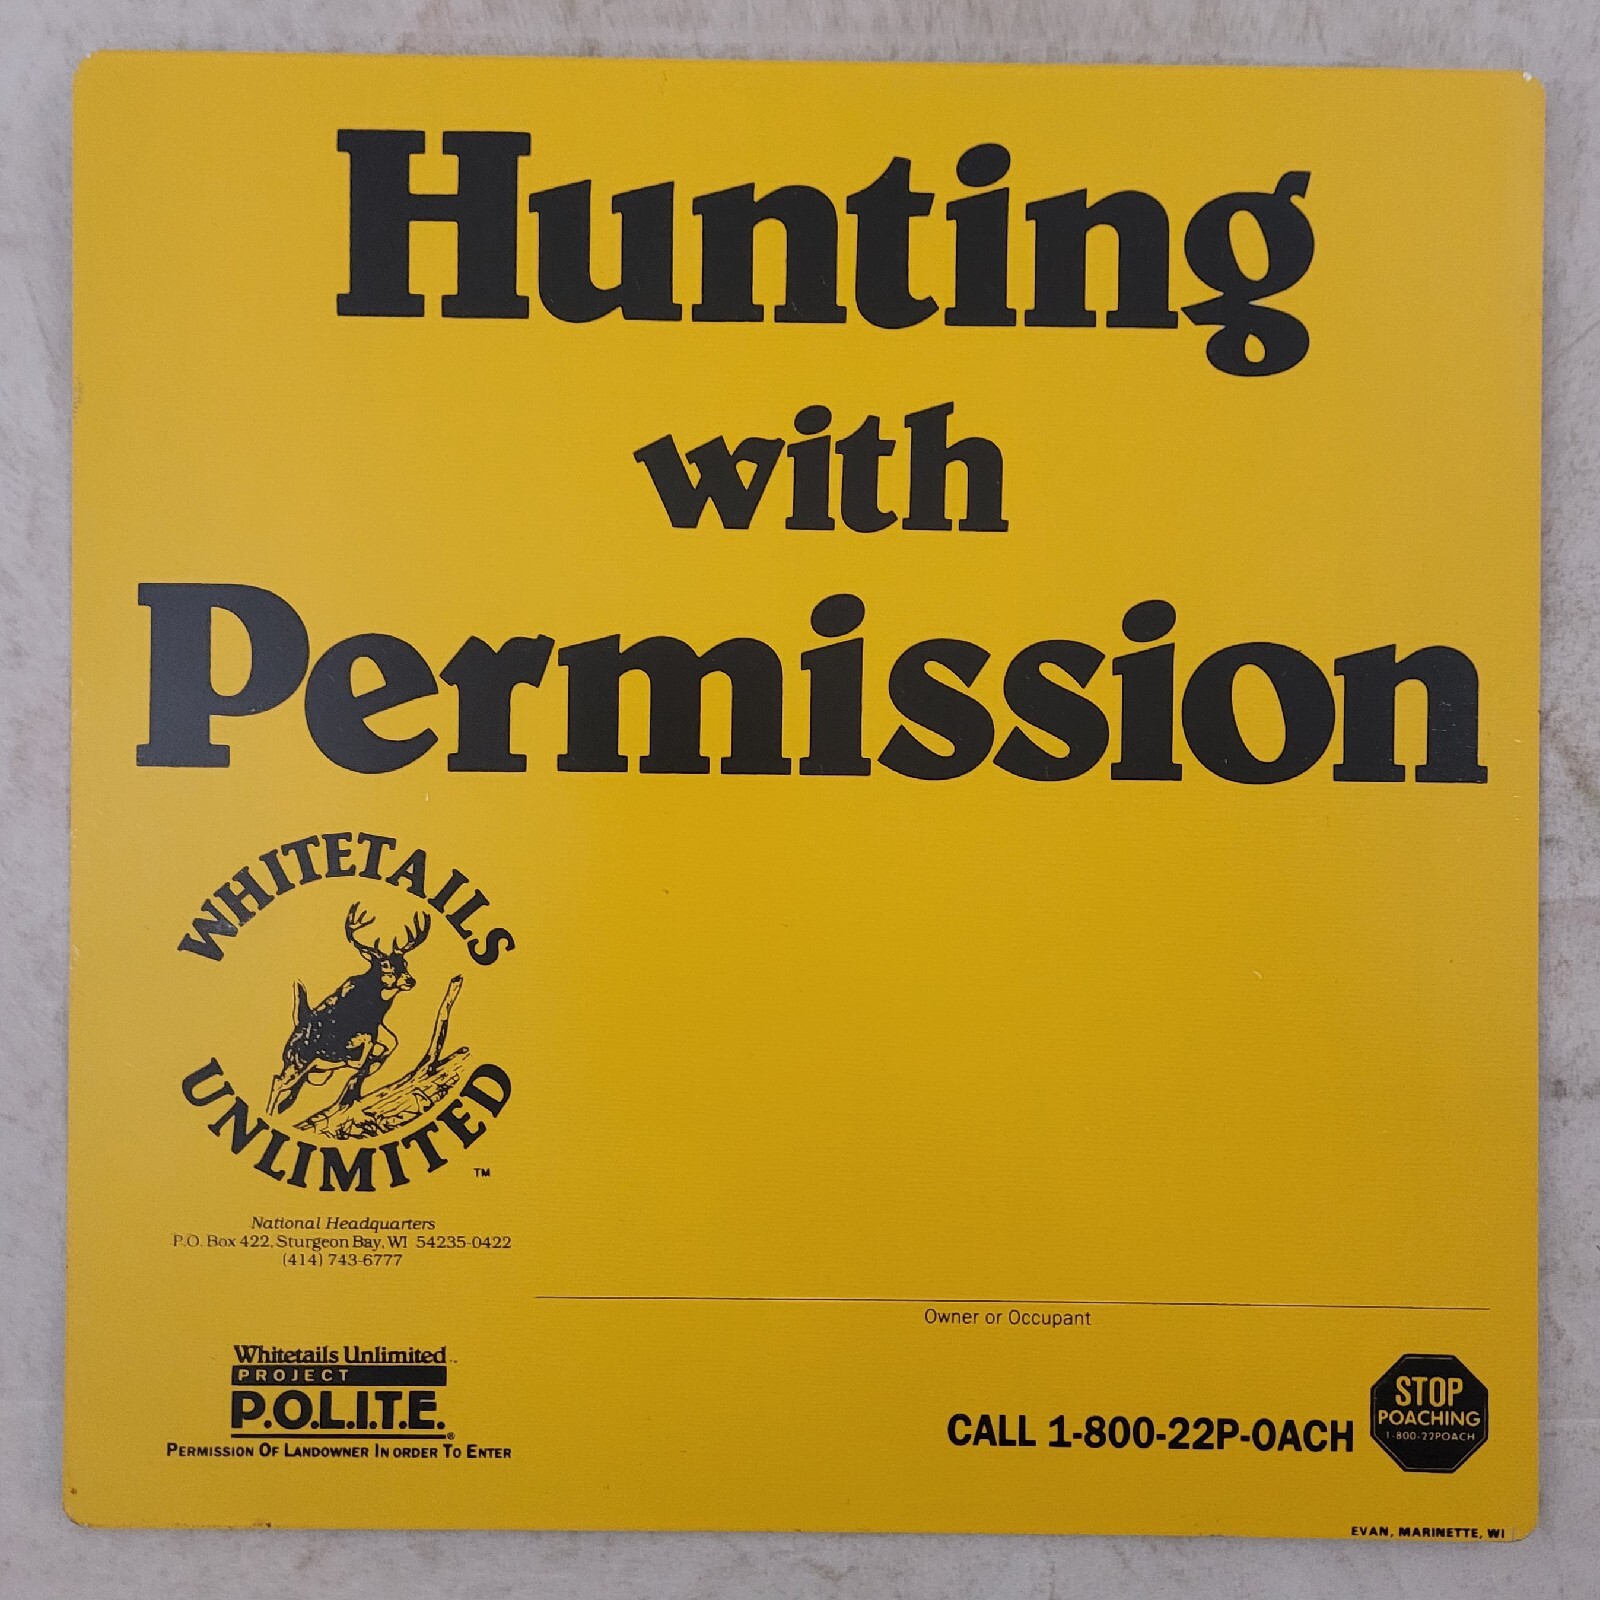 Hunting
with
Permission
WHITETAILS
UNLIMITED
TM
National Headquarters
P.O. Box 422, Sturgeon Bay, WI 54235-0422
(414) 743-6777
Owner or Occupant
Whitetails Unlimited™
PROJECT
P.O.L.I.T.E.®
PERMISSION OF LANDOWNER IN ORDER TO ENTER
CALL 1-800-22P-OACH
STOP
POACHING
1-800-22POACH
EVAN, MARINETTE, WI